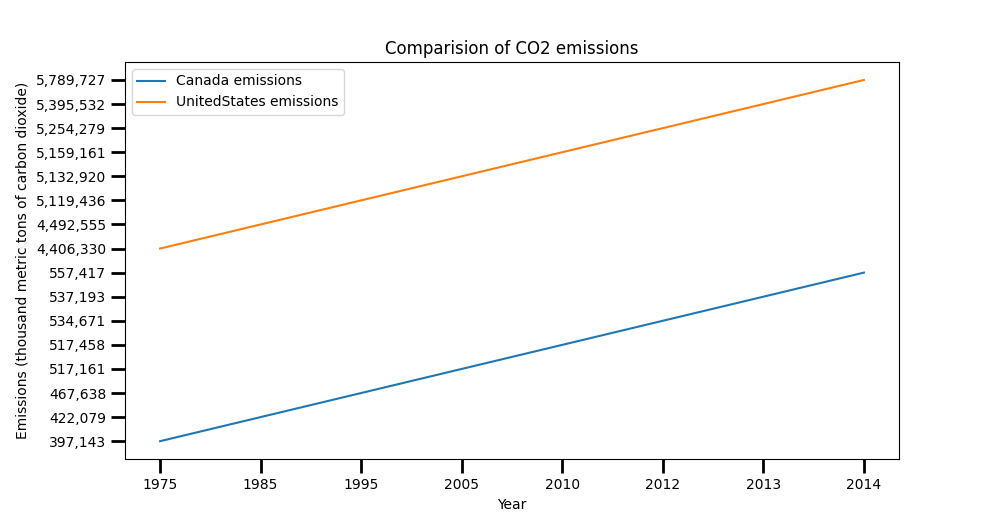 Comparision of CO2 emissions
Canada emissions
UnitedStates emissions
Emissions (thousand metric tons of carbon dioxide)
5,789,727
5,395,532
5,254,279
5,159,161
5,132,920
5,119,436
4,492,555
4,406,330
557,417
537,193
534,671
517,458
517,161
467,638
422,079
397,143
1975 1985 1995 2005 2010 2012 2013 2014
Year